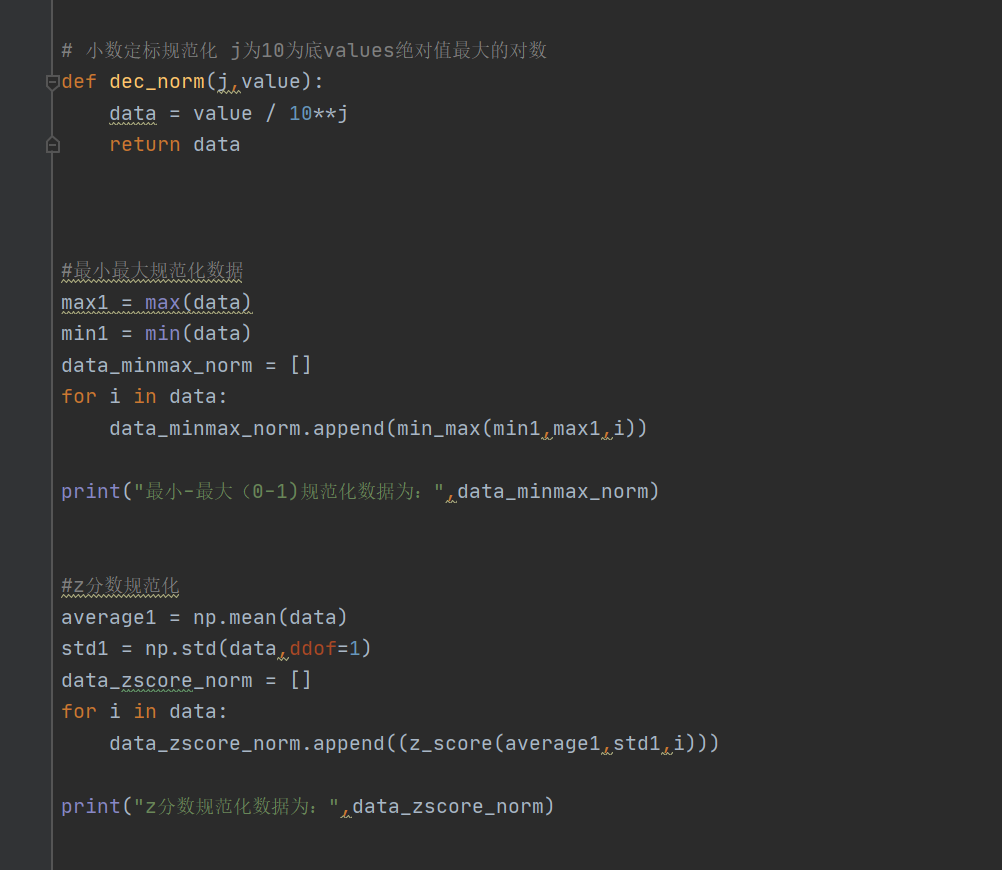 # 小数定标规范化 j为10为底values绝对值最大的对数
def dec_norm(j,value):
    data = value / 10**j
    return data
#最小最大规范化数据
max1 = max(data)
min1 = min(data)
data_minmax_norm = []
for i in data:
    data_minmax_norm.append(min_max(min1,max1,i))
print("最小-最大（0-1)规范化数据为：",data_minmax_norm)
#z分数规范化
average1 = np.mean(data)
std1 = np.std(data,ddof=1)
data_zscore_norm = []
for i in data:
    data_zscore_norm.append((z_score(average1,std1,i)))
print("z分数规范化数据为：",data_zscore_norm)